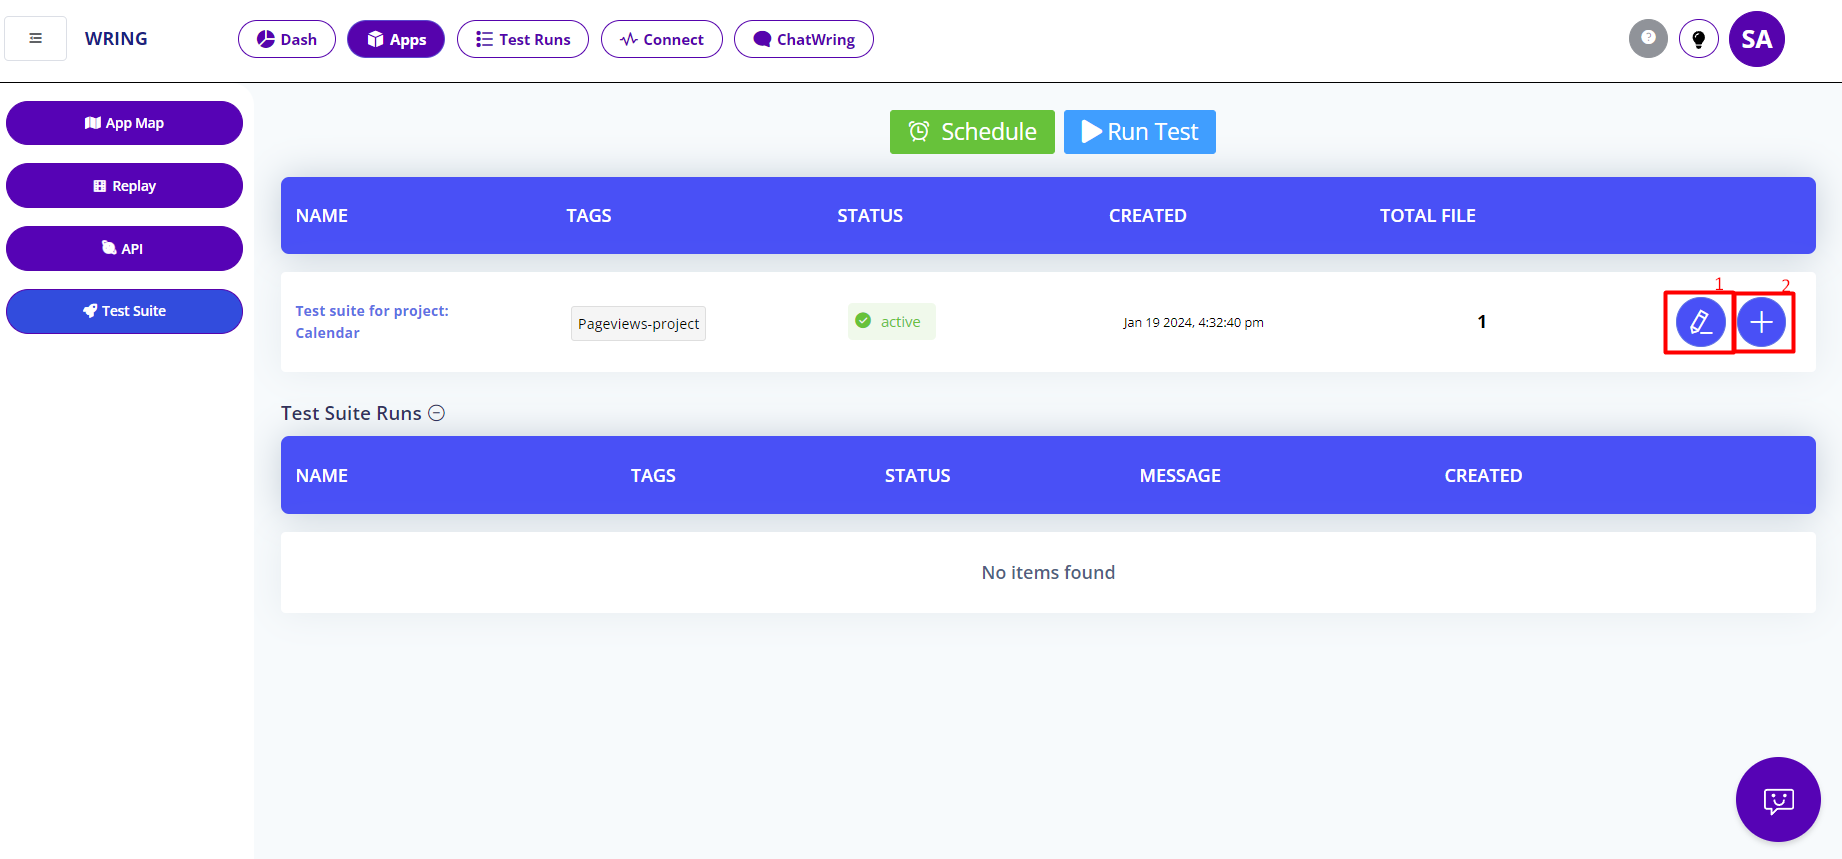 WRING
Dash
Apps
Test Runs
Connect
ChatWring
?
SA
App Map
Replay
API
Test Suite
Schedule
Run Test
NAME TAGS STATUS CREATED TOTAL FILE
1 2
Test suite for project:
Calendar
Pageviews-project
active
Jan 19 2024, 4:32:40 pm
1
Test Suite Runs
NAME TAGS STATUS MESSAGE CREATED
No items found